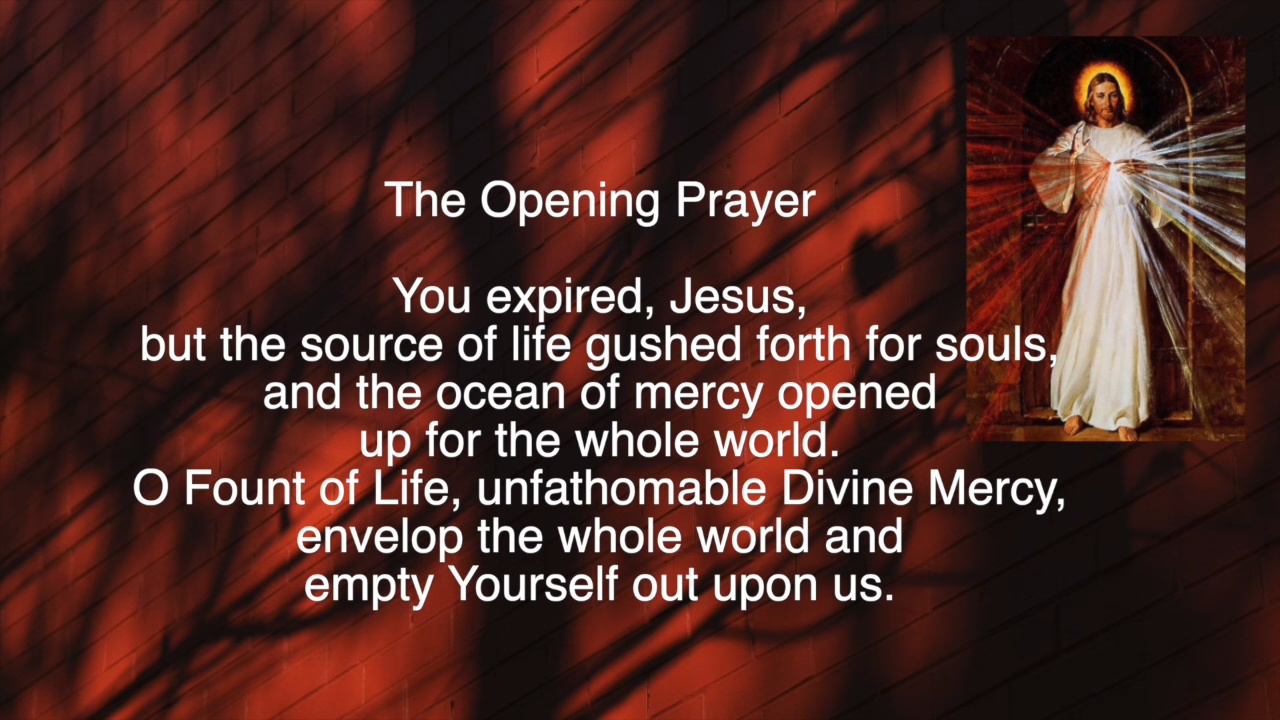 The Opening Prayer
You expired, Jesus,
but the source of life gushed forth for souls,
and the ocean of mercy opened
up for the whole world.
O Fount of Life, unfathomable Divine Mercy,
envelop the whole world and
empty Yourself out upon us.